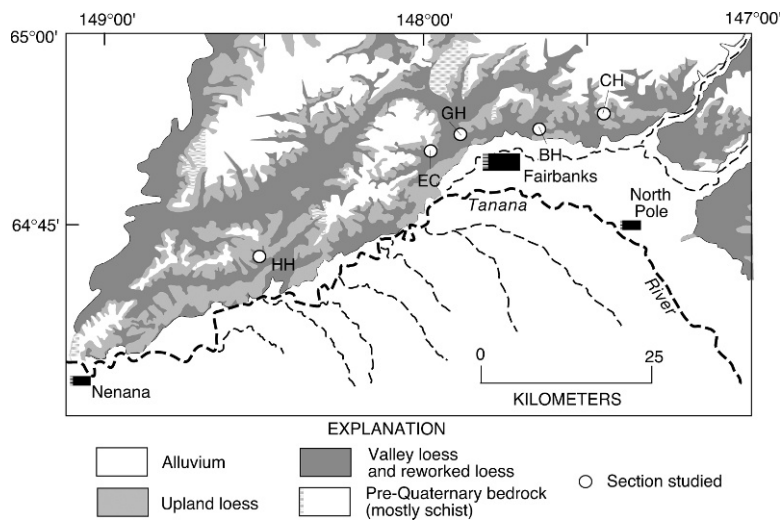 149°00'
148°00'
147°00'
65°00'
64°45'
CH
GH
BH
EC
Fairbanks
Tanana
North
Pole
River
HH
Nenana
0
25
KILOMETERS
EXPLANATION
Alluvium
Valley loess
and reworked loess
Section studied
Upland loess
Pre-Quaternary bedrock
(mostly schist)